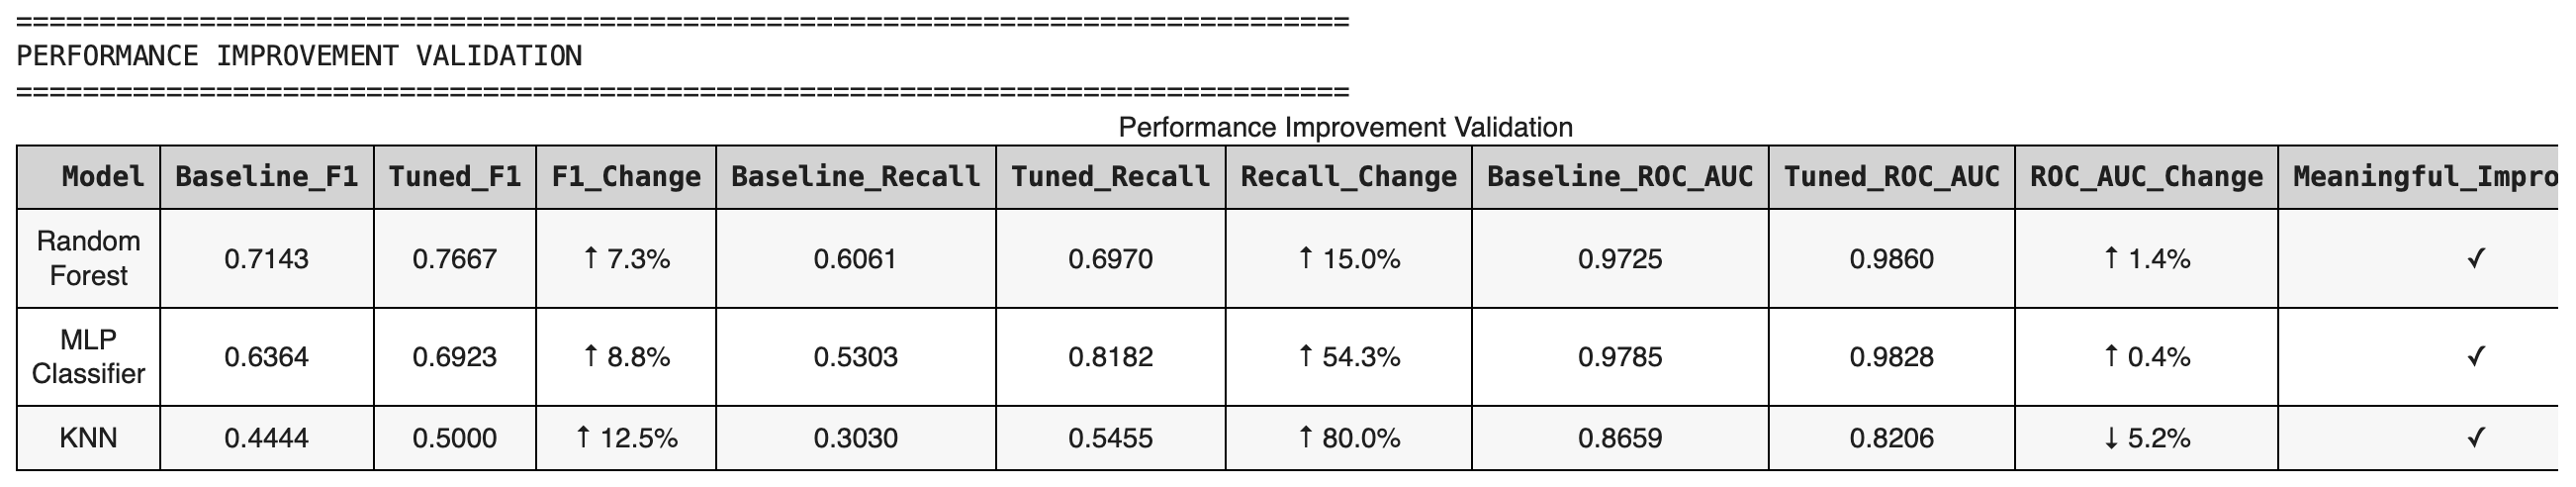 ================================================================================
PERFORMANCE IMPROVEMENT VALIDATION
================================================================================
Performance Improvement Validation
Model Baseline_F1 Tuned_F1 F1_Change Baseline_Recall Tuned_Recall Recall_Change Baseline_ROC_AUC Tuned_ROC_AUC ROC_AUC_Change Meaningful_Impro
Random
Forest 0.7143 0.7667 ↑ 7.3% 0.6061 0.6970 ↑ 15.0% 0.9725 0.9860 ↑ 1.4% ✓
MLP
Classifier 0.6364 0.6923 ↑ 8.8% 0.5303 0.8182 ↑ 54.3% 0.9785 0.9828 ↑ 0.4% ✓
KNN 0.4444 0.5000 ↑ 12.5% 0.3030 0.5455 ↑ 80.0% 0.8659 0.8206 ↓ 5.2% ✓